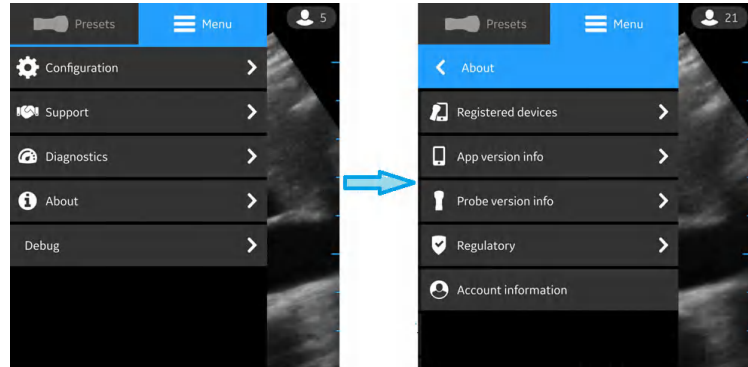 Presets
Menu
5
Configuration
Support
Diagnostics
About
Debug
Presets
Menu
21
About
Registered devices
App version info
Probe version info
Regulatory
Account information